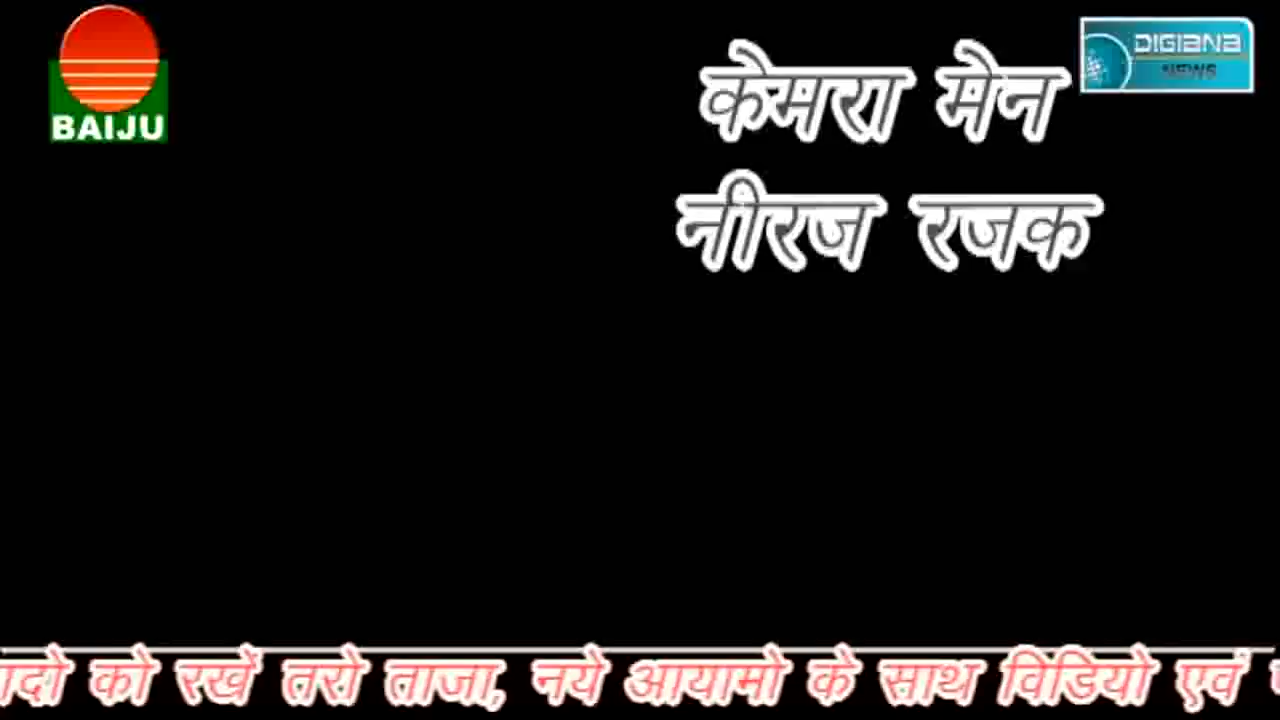 BAIJU
DIGIANA
NEWS
केमरा मेन
नीरज रजक
को रखें तरो ताजा, नये आयामो के साथ विडियो एवं